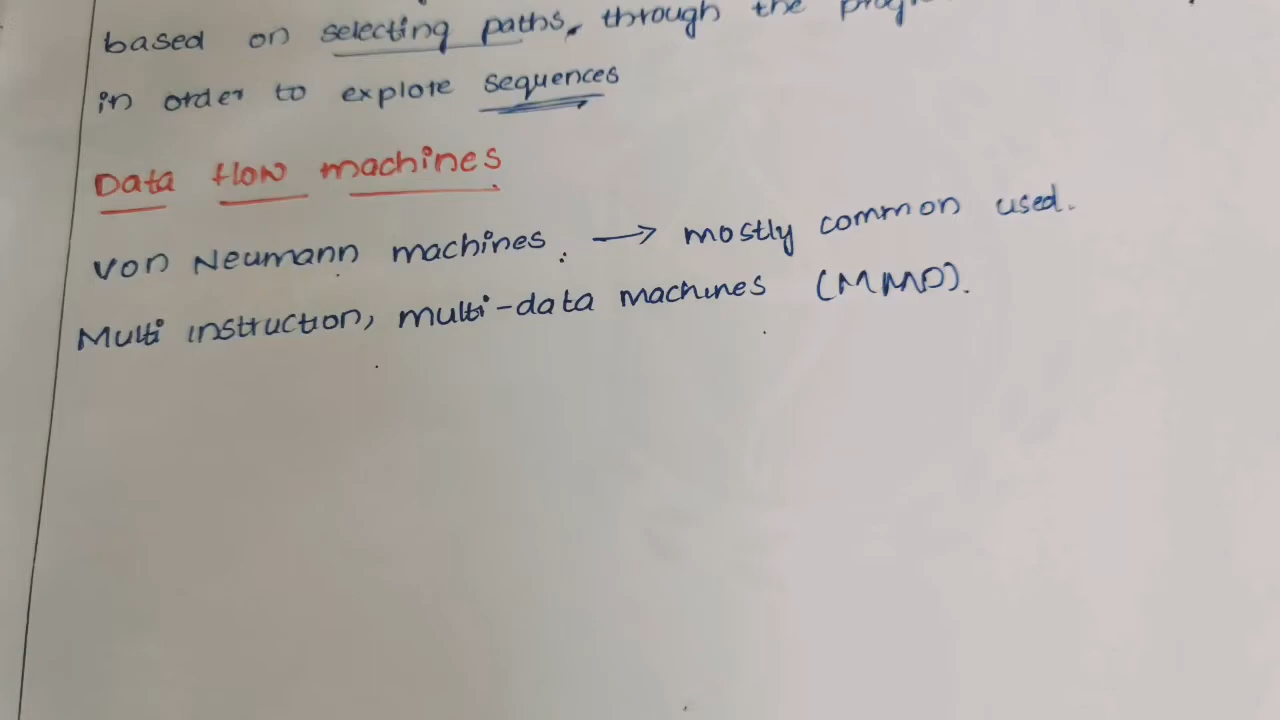 based on selecting paths, through the
in order to explore sequences
Data flow machines
Von Neumann machines. → mostly common used.
Multi instruction, multi-data machines (MMD).